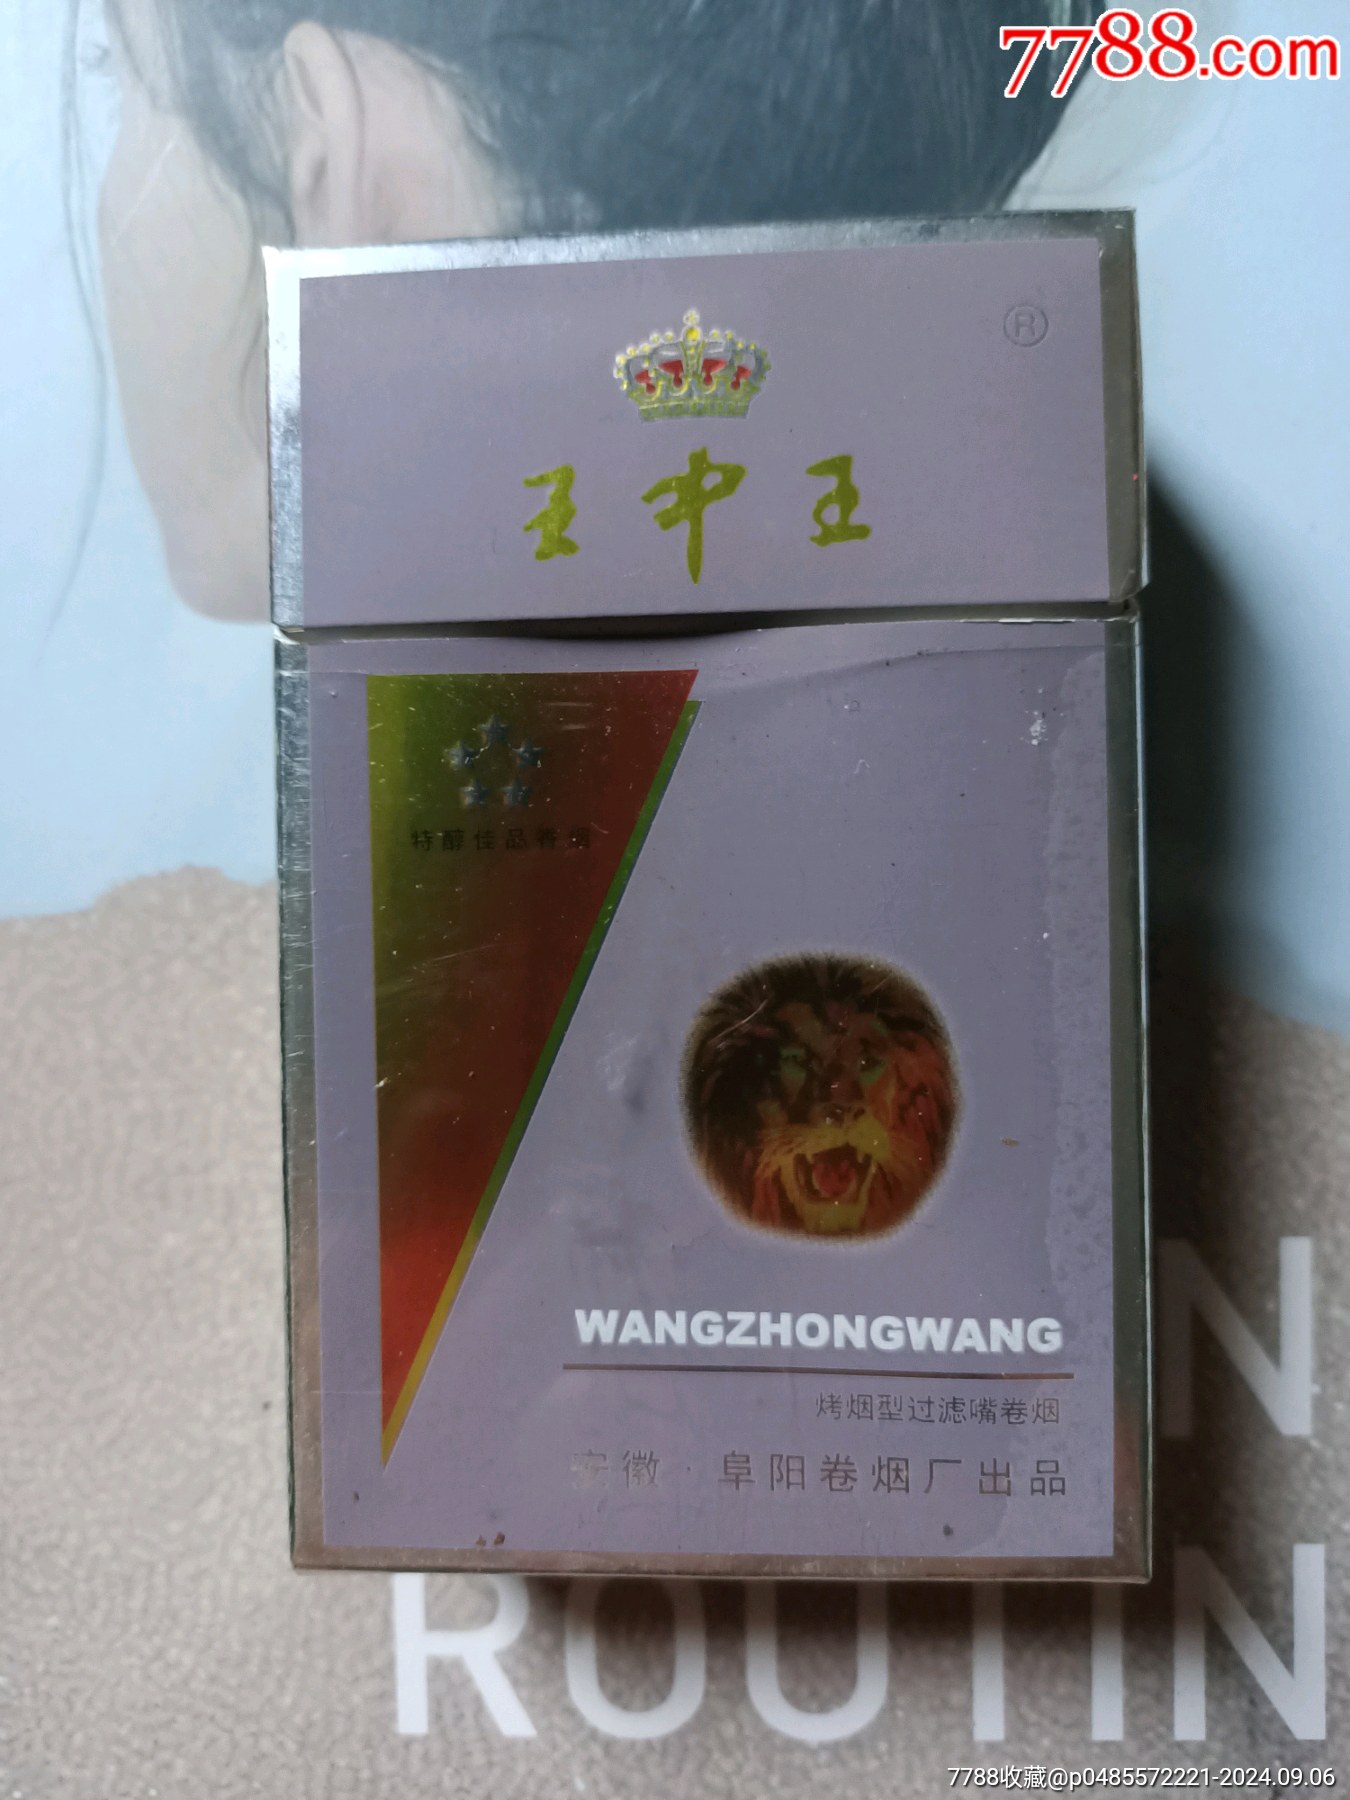 7788.com
®
王中王
特醇佳品香烟
WANGZHONGWANG
烤烟型过滤嘴卷烟
安徽·阜阳卷烟厂出品
N
ROUTIN
7788收藏@p0485572221-2024.09.06